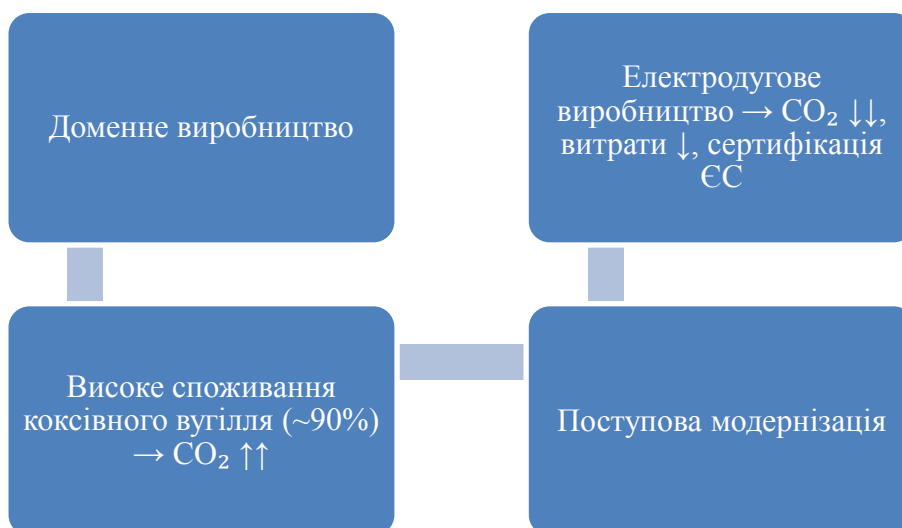 Доменне виробництво
Високе споживання
коксівного вугілля (~90%)
→ CO₂ ↑↑
Поступова модернізація
Електродугове
виробництво → CO₂ ↓↓,
витрати ↓, сертифікація
ЄС